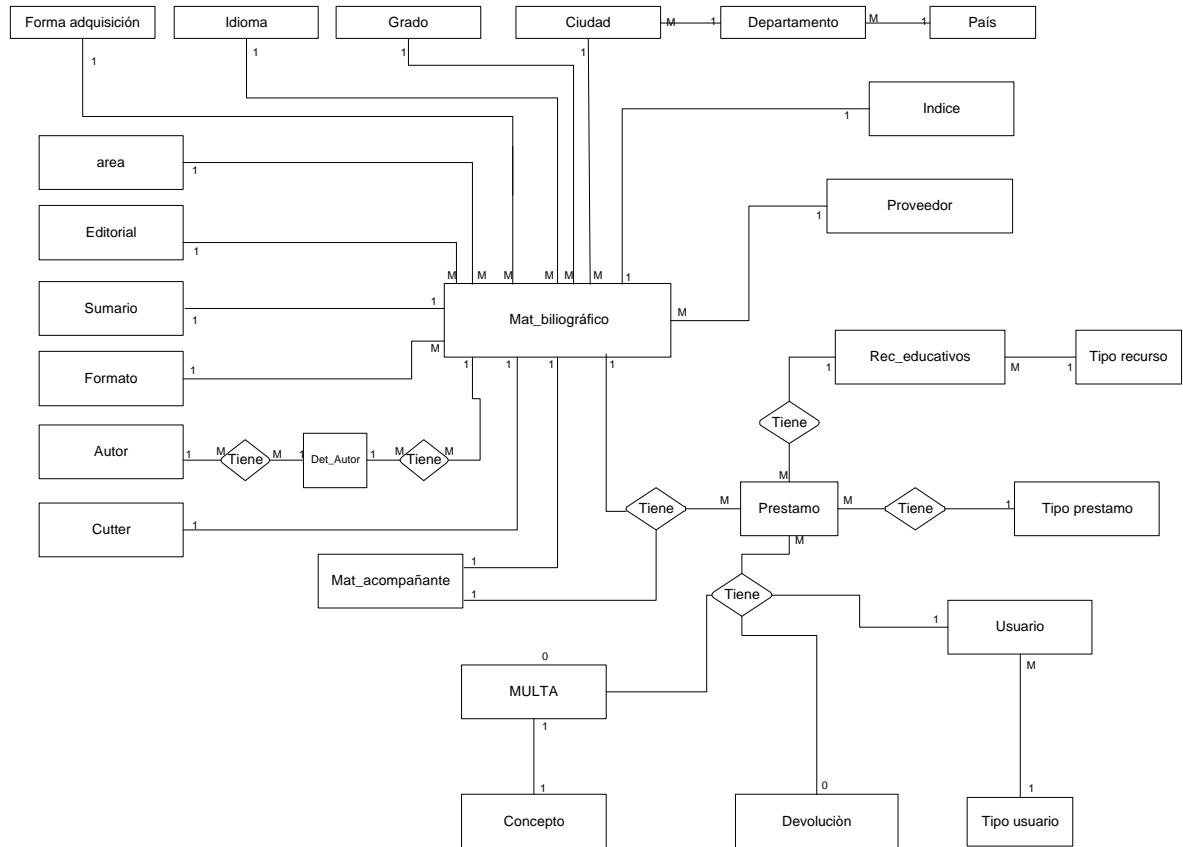 Forma adquisición
Idioma
Grado
Ciudad
M
1
Departamento
M
1
País
1
1
1
1
Indice
1
area
1
Proveedor
1
Editorial
1
M
M
M
M
M
M
1
Sumario
1
1
Mat_biliográfico
M
M
Formato
1
1
1
1
1
Rec_educativos
1
M
1
Tipo recurso
Tiene
Autor
1
M
Tiene
M
1
Det_Autor
1
M
Tiene
M
M
Cutter
1
Tiene
M
Prestamo
M
Tiene
1
Tipo prestamo
M
Mat_acompañante
1
1
Tiene
1
Usuario
M
0
MULTA
1
1
Concepto
0
Devoluciòn
1
Tipo usuario